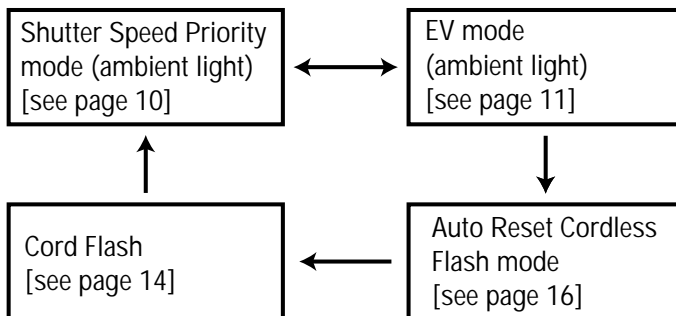 Shutter Speed Priority
mode (ambient light)
[see page 10]
EV mode
(ambient light)
[see page 11]
Cord Flash
[see page 14]
Auto Reset Cordless
Flash mode
[see page 16]